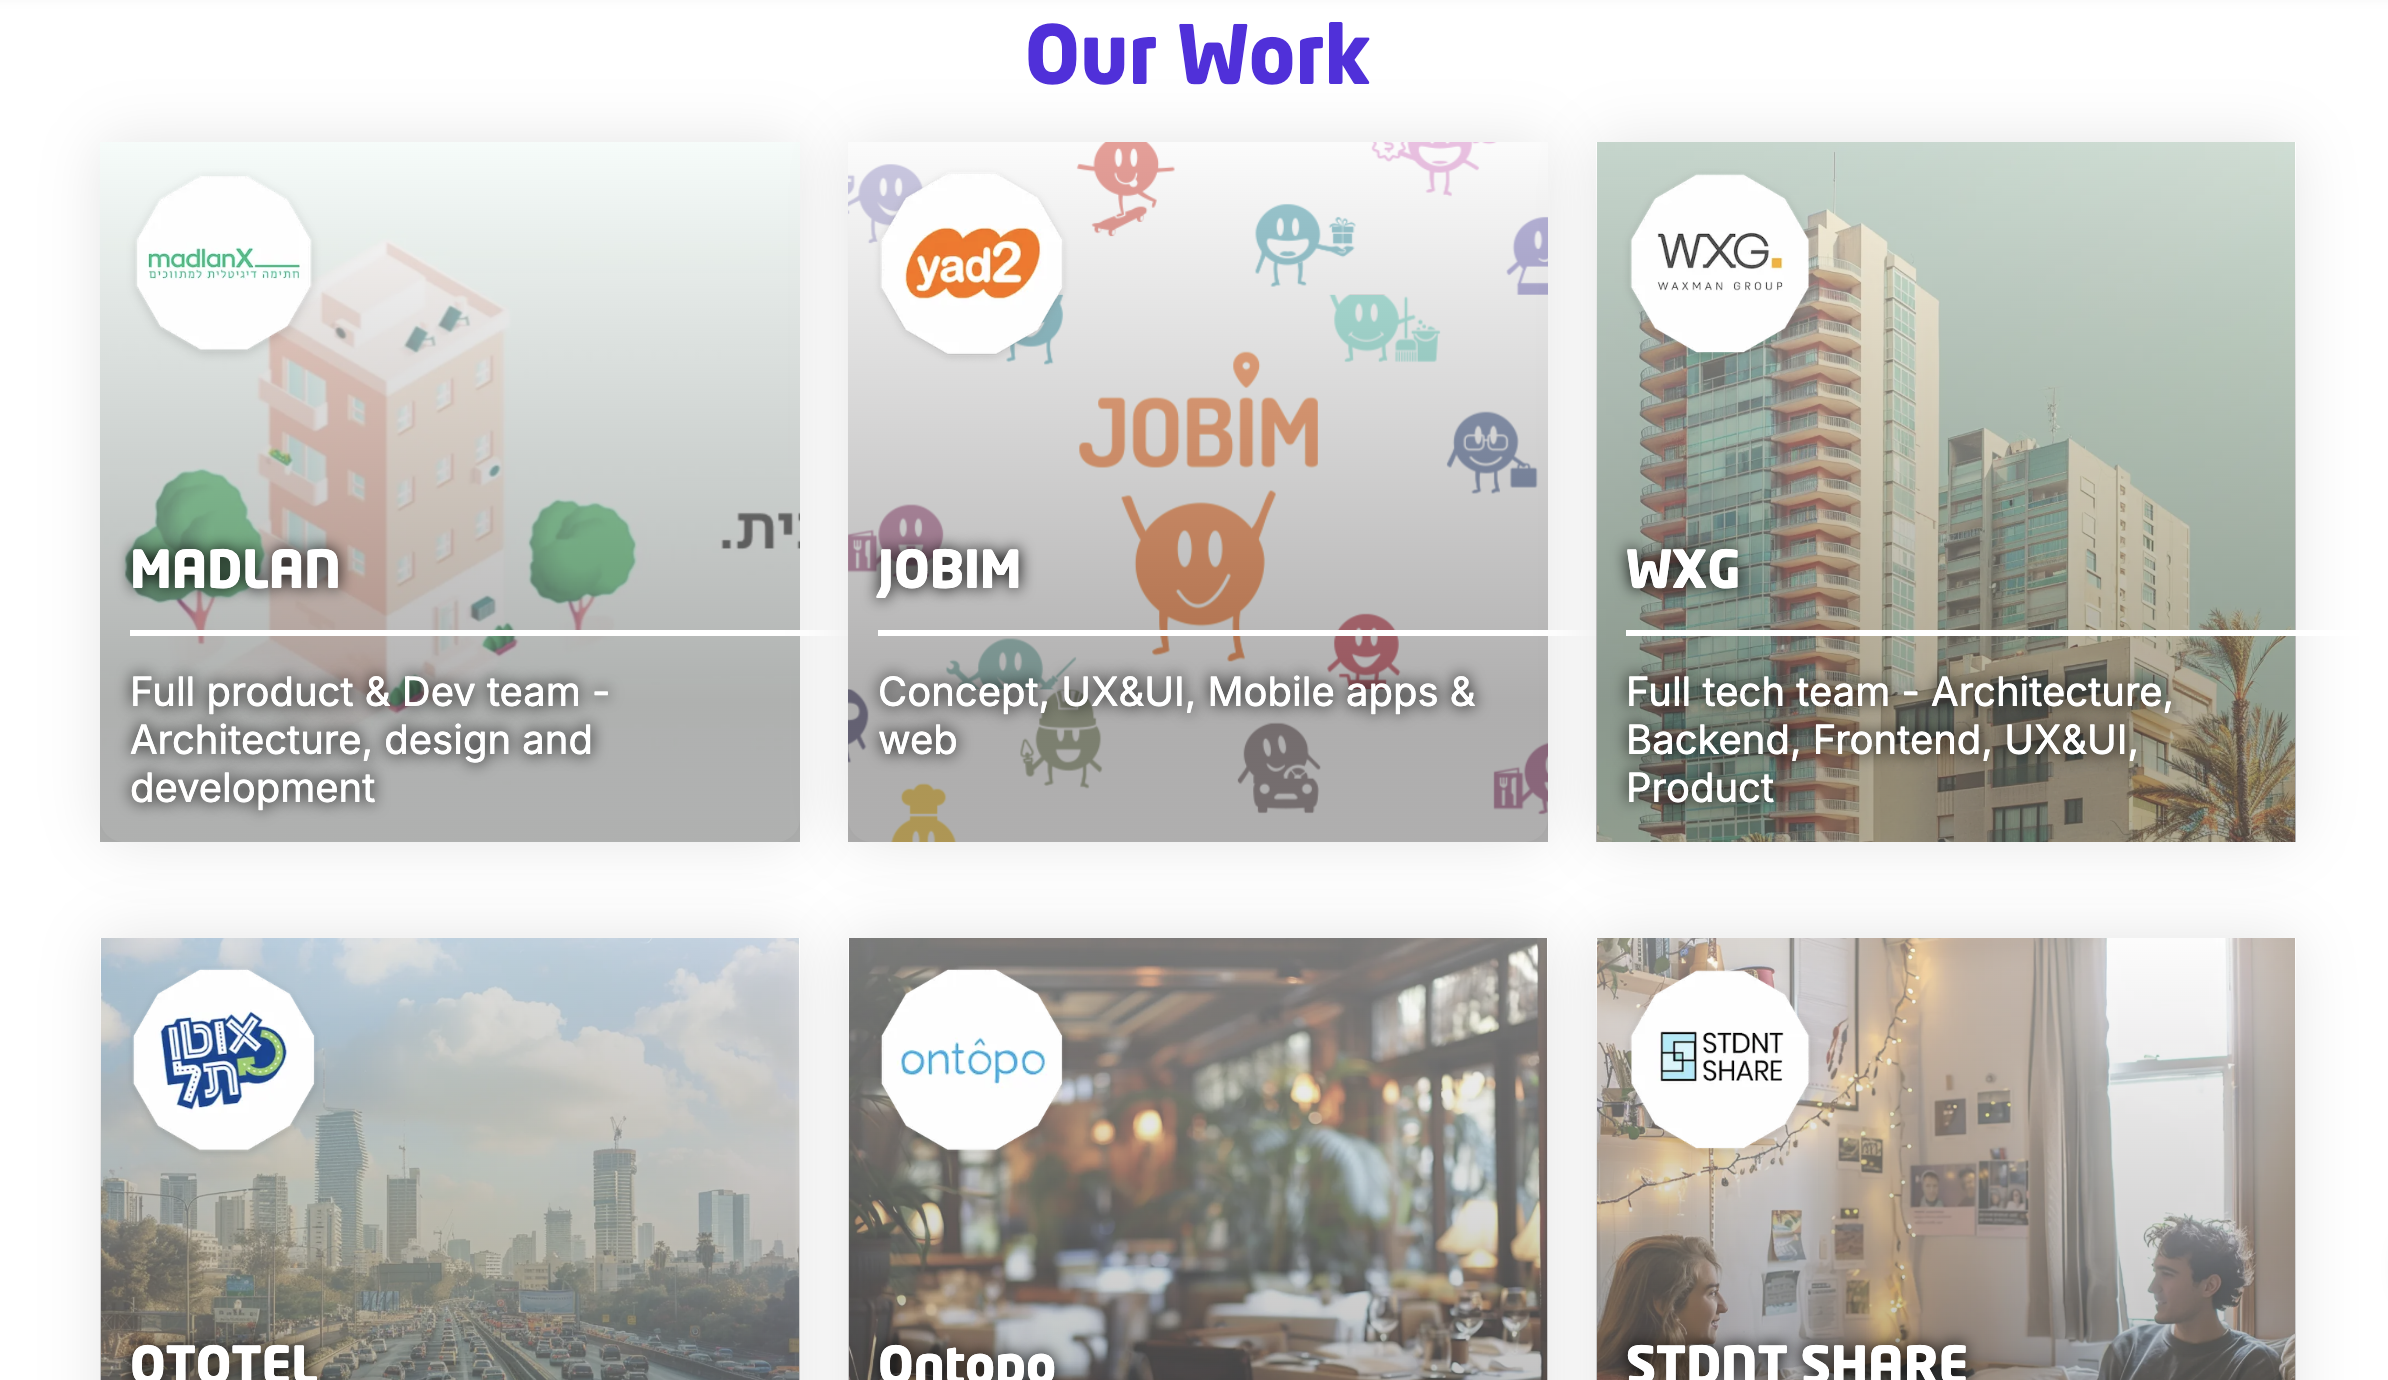 Our Work
madlanX
חתימה דיגיטלית למתווכים
ית.
MADLAN
Full product & Dev team -
Architecture, design and
development
yad2
JOBIM
JOBIM
Concept, UX&UI, Mobile apps &
web
WXG.
WAXMAN GROUP
WXG
Full tech team - Architecture,
Backend, Frontend, UX&UI,
Product
אוטו
תל
OTOTEL
ontôpo
Ontopo
STDNT
SHARE
STDNT SHARE